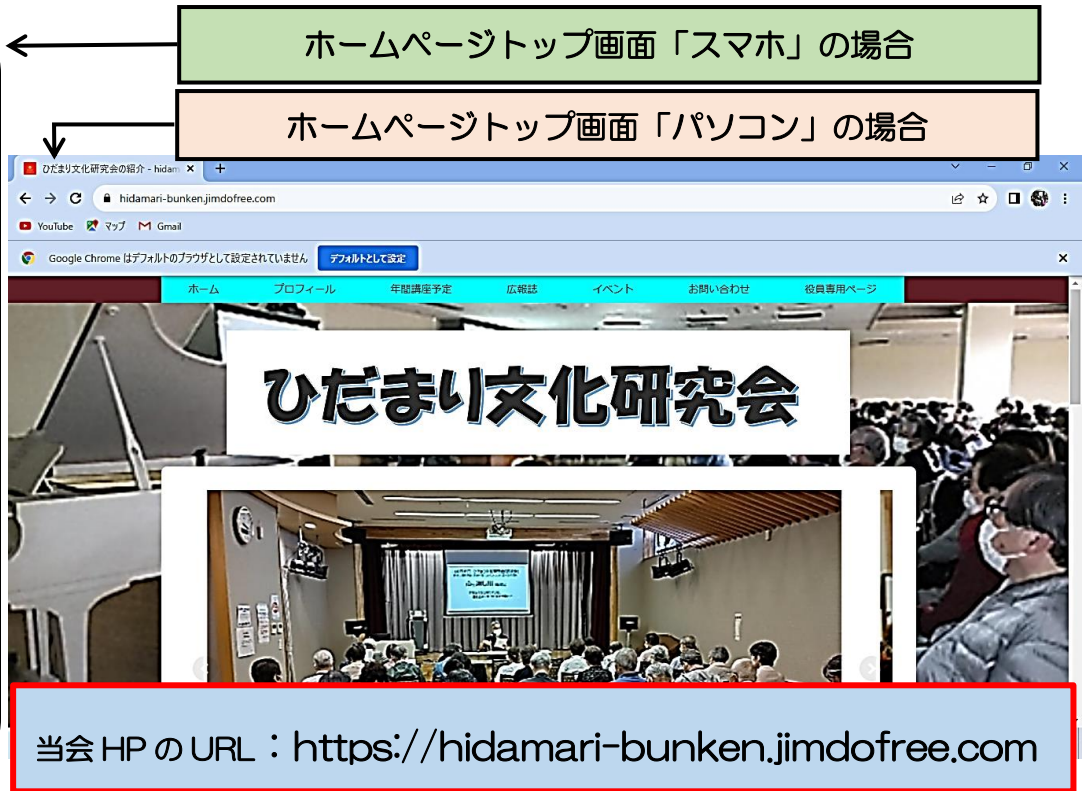 ホームページトップ画面「スマホ」の場合
ホームページトップ画面「パソコン」の場合
ひだまり文化研究会の紹介 - hidam
hidamari-bunken.jimdofree.com
YouTube マップ Gmail
Google Chrome はデフォルトのブラウザとして設定されていません デフォルトとして設定
ホーム プロフィール 年間講座予定 広報誌 イベント お問い合わせ 役員専用ページ
ひだまり文化研究会
当会HPのURL：https://hidamari-bunken.jimdofree.com